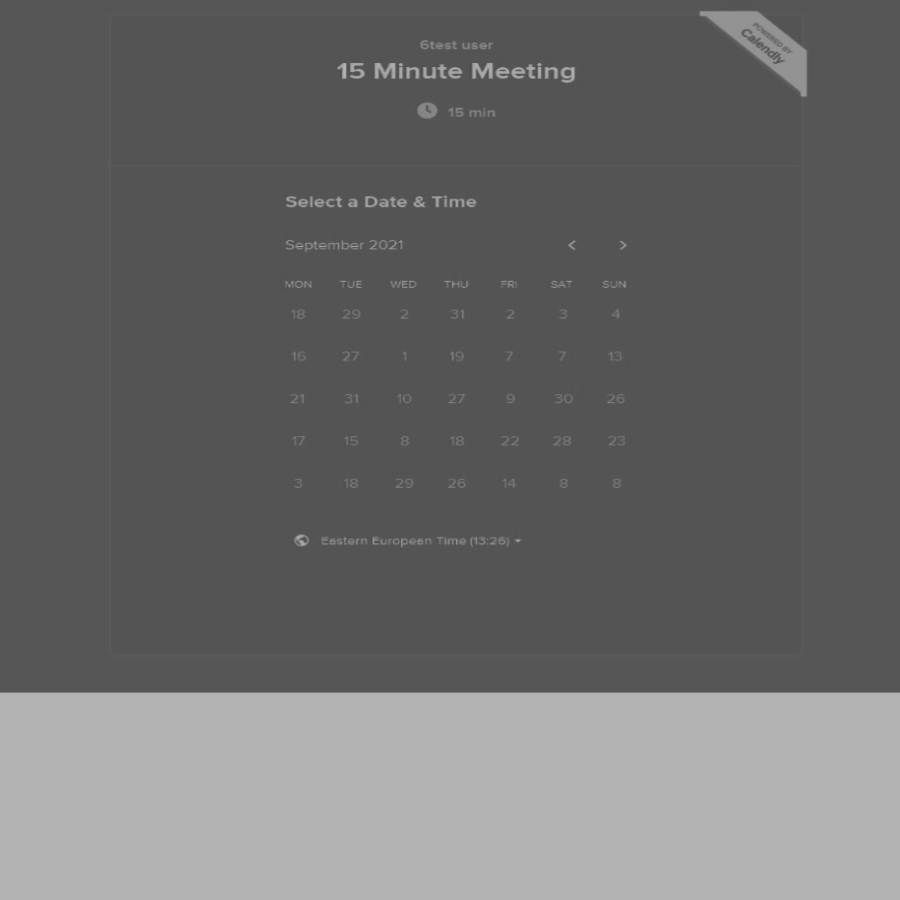 6test user
15 Minute Meeting
15 min
POWERED BY
Calendly
Select a Date & Time
September 2021
MON TUE WED THU FRI SAT SUN
18 29 2 31 2 3 4
16 27 1 19 7 7 13
21 31 10 27 9 30 26
17 15 8 18 22 28 23
3 18 29 26 14 8 8
Eastern European Time (13:26)